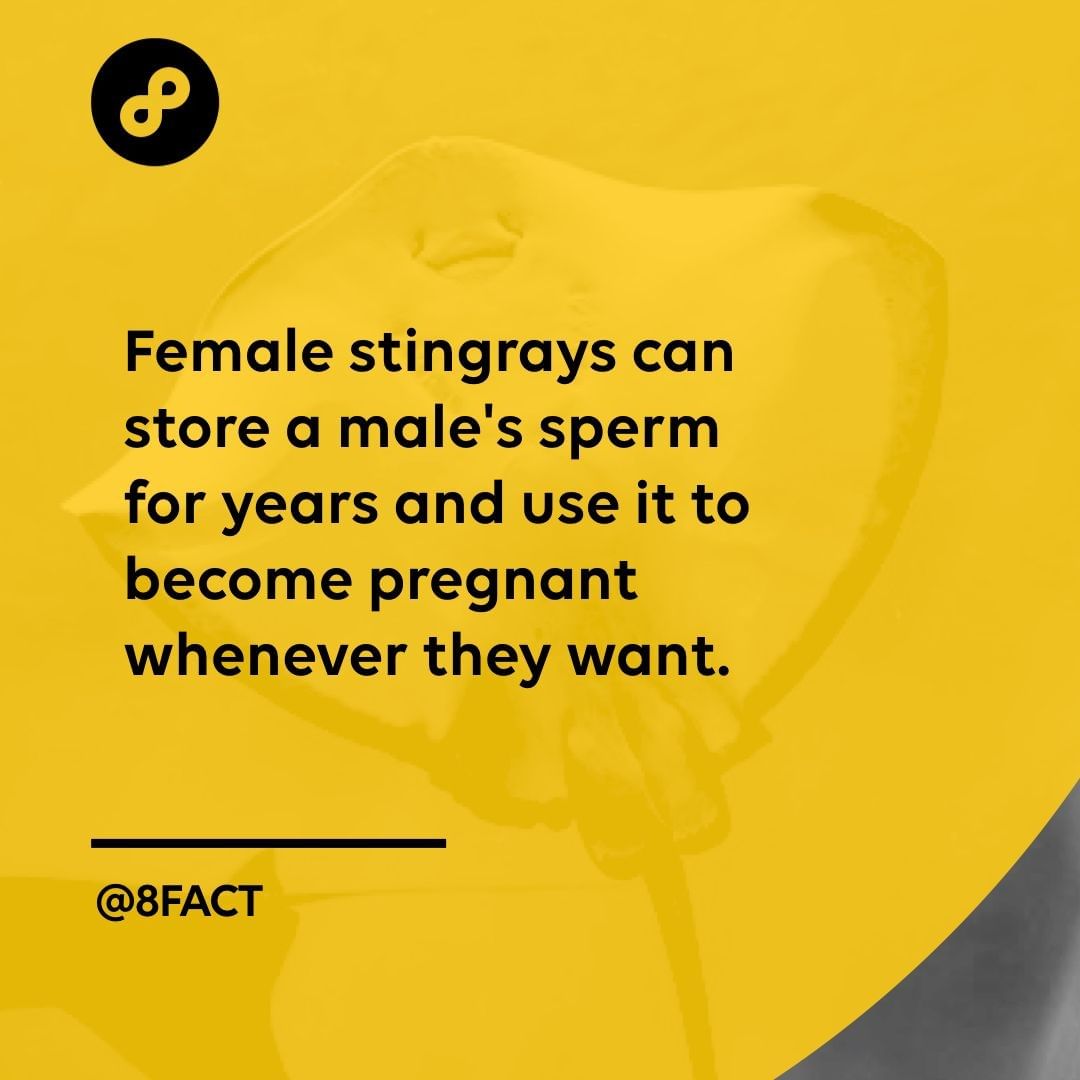 Female stingrays can
store a male's sperm
for years and use it to
become pregnant
whenever they want.
@8FACT